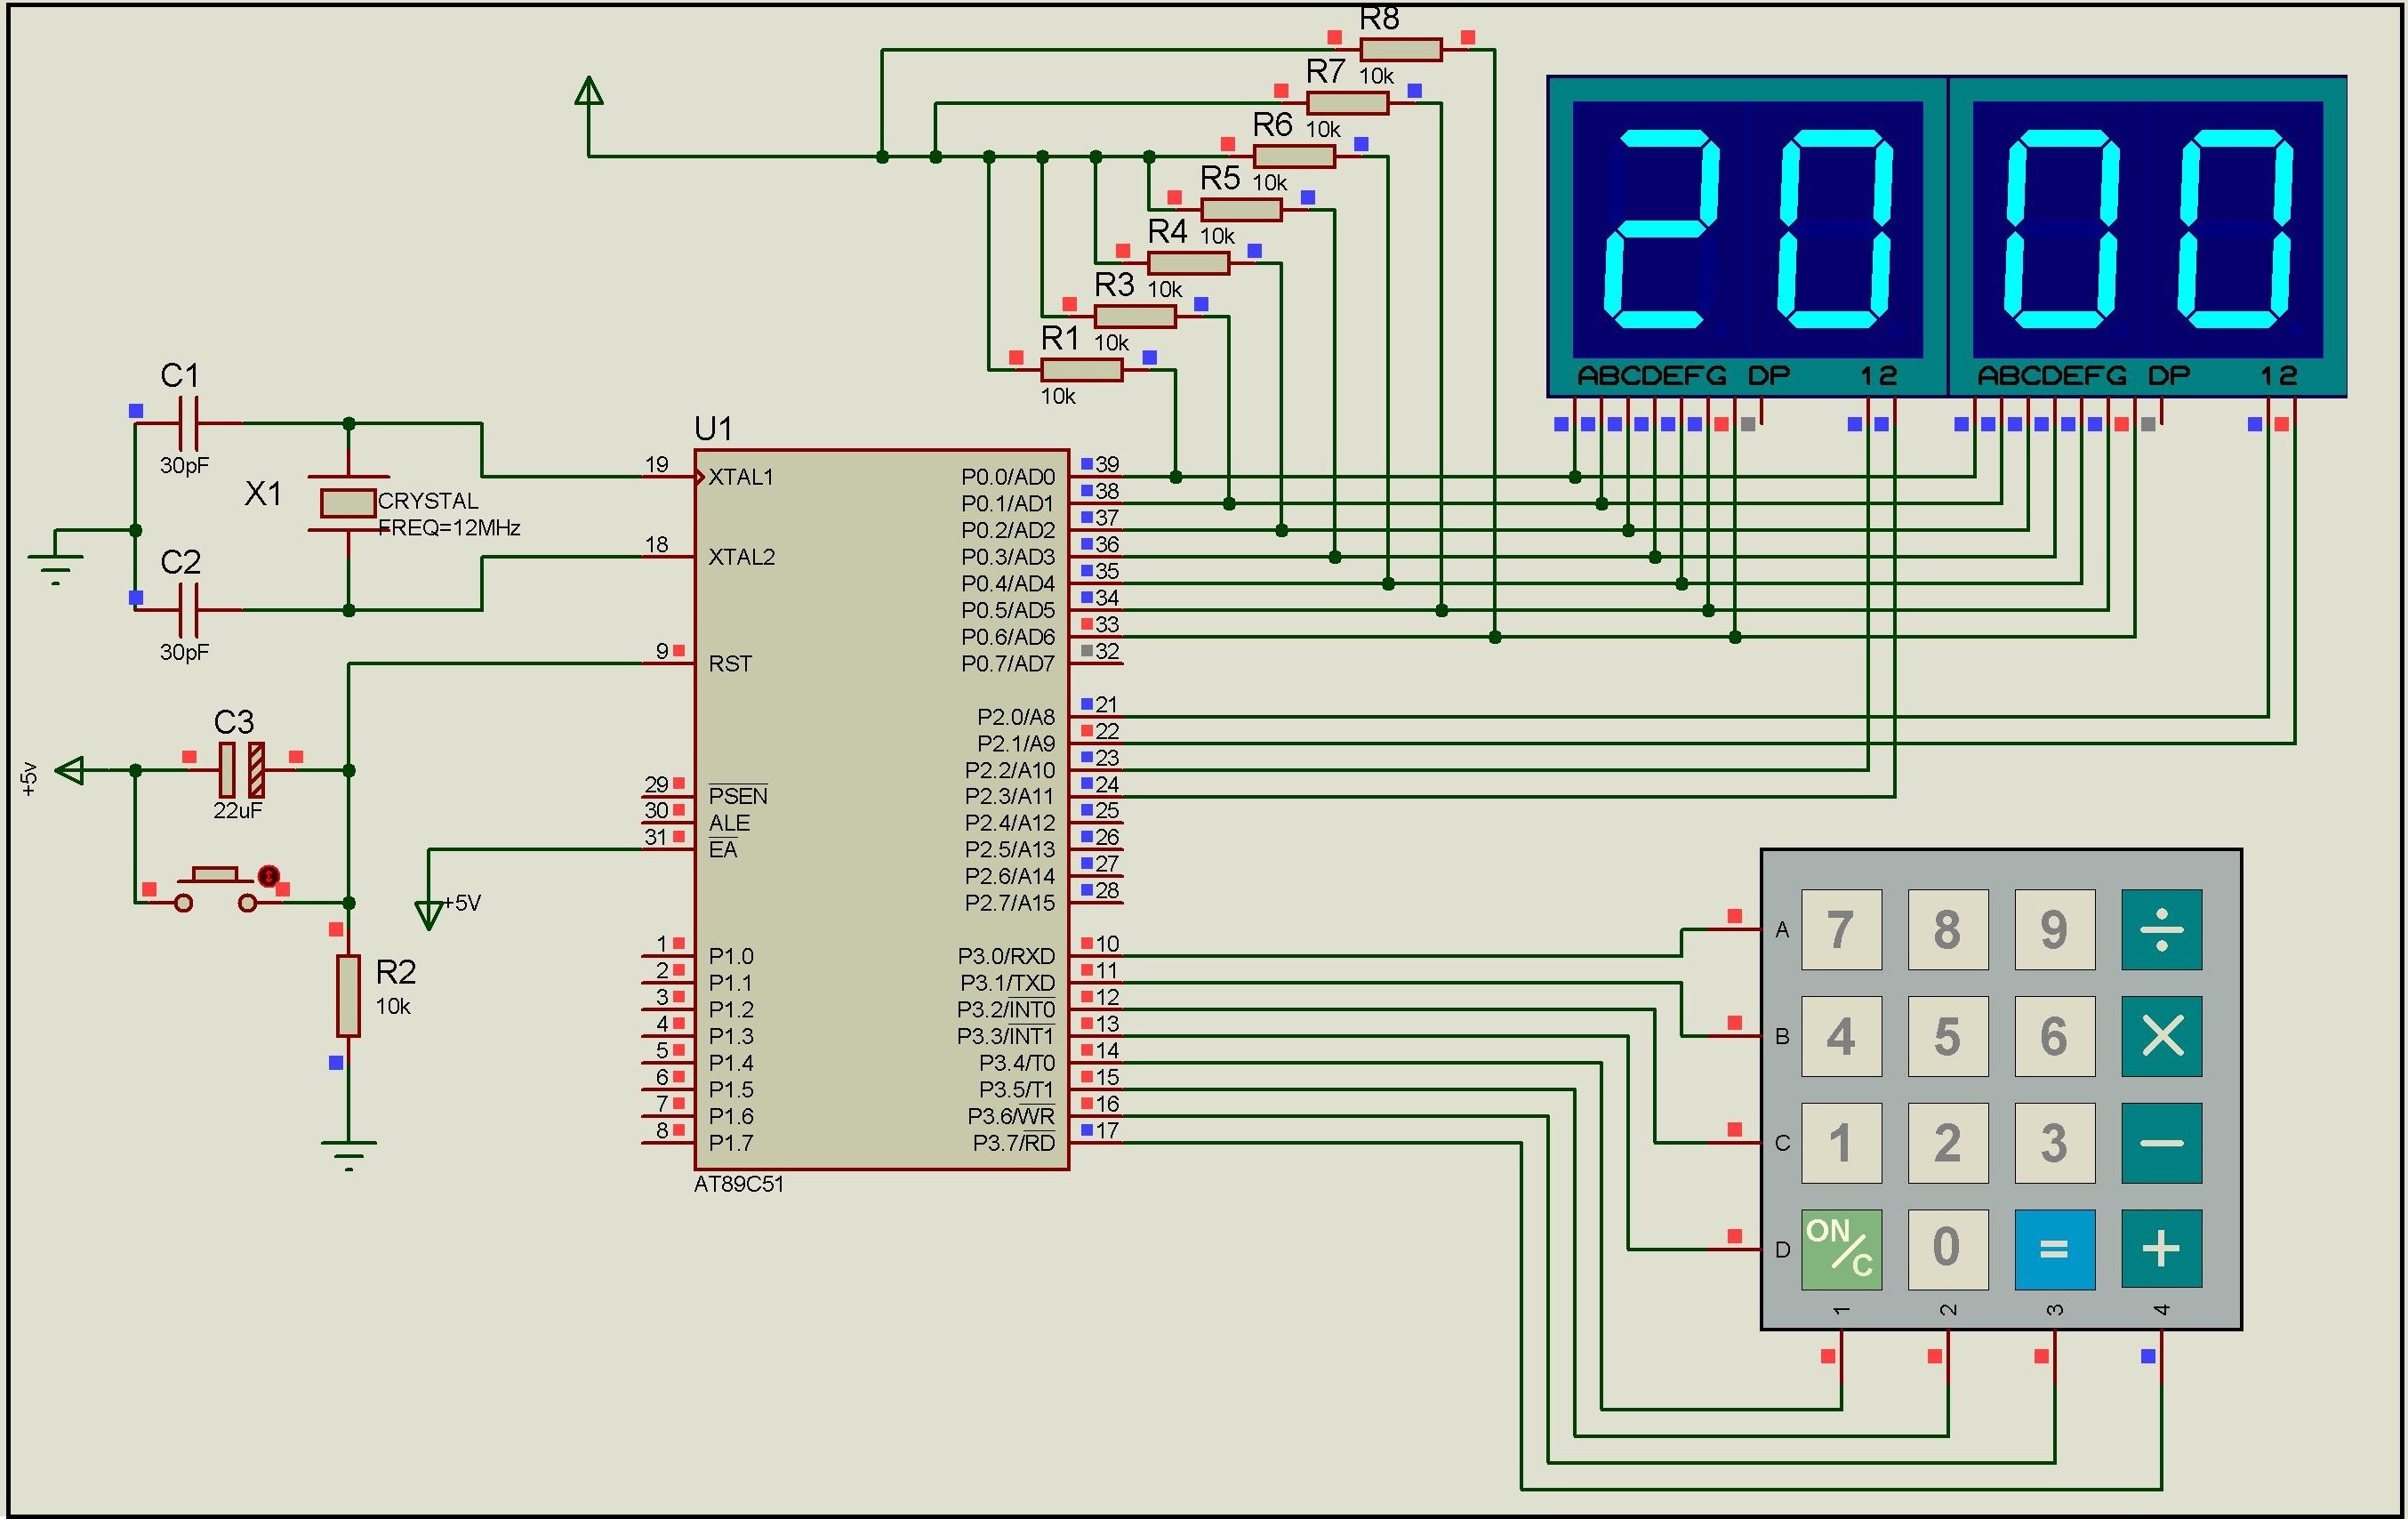 R8
10k
R7
10k
R6
10k
R5
10k
R4
10k
R3
10k
R1
10k
20 00
ABCDEFG DP 12
ABCDEFG DP 12
C1
30pF
X1
CRYSTAL
FREQ=12MHz
C2
30pF
+5v
C3
22uF
+5V
R2
10k
U1
19 XTAL1
18 XTAL2
9 RST
29 PSEN
30 ALE
31 EA
1 P1.0
2 P1.1
3 P1.2
4 P1.3
5 P1.4
6 P1.5
7 P1.6
8 P1.7
P0.0/AD0 39
P0.1/AD1 38
P0.2/AD2 37
P0.3/AD3 36
P0.4/AD4 35
P0.5/AD5 34
P0.6/AD6 33
P0.7/AD7 32
P2.0/A8 21
P2.1/A9 22
P2.2/A10 23
P2.3/A11 24
P2.4/A12 25
P2.5/A13 26
P2.6/A14 27
P2.7/A15 28
P3.0/RXD 10
P3.1/TXD 11
P3.2/INT0 12
P3.3/INT1 13
P3.4/T0 14
P3.5/T1 15
P3.6/WR 16
P3.7/RD 17
AT89C51
A 7 8 9 ÷
B 4 5 6 ×
C 1 2 3 −
D ON/C 0 = +
1 2 3 4